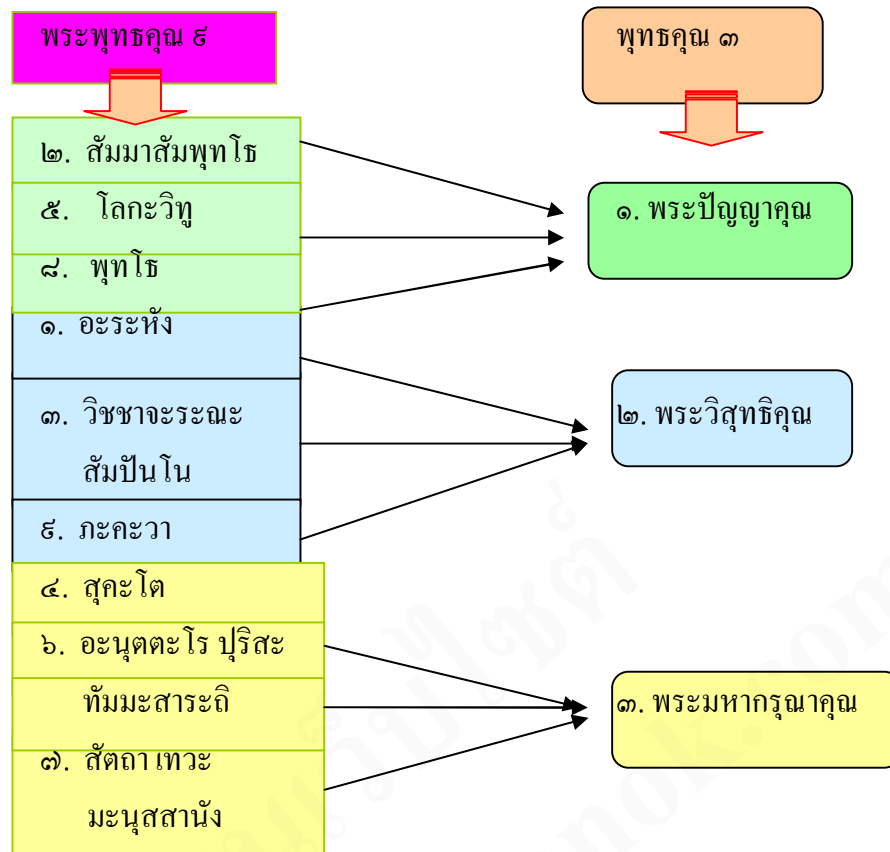 พระพุทธคุณ ๙
พุทธคุณ ๓
๒. สัมมาสัมพุทโธ
๕. โลกะวิทู
๘. พุทโธ
๑. อะระหัง
๓. วิชชาจะระณะ
สัมปันโน
๙. ภะคะวา
๔. สุคะโต
๖. อะนุตตะโร ปุริสะ
ทัมมะสาระถิ
๗. สัตถา เทวะ
มะนุสสานัง
๑. พระปัญญาคุณ
๒. พระวิสุทธิคุณ
๓. พระมหากรุณาคุณ